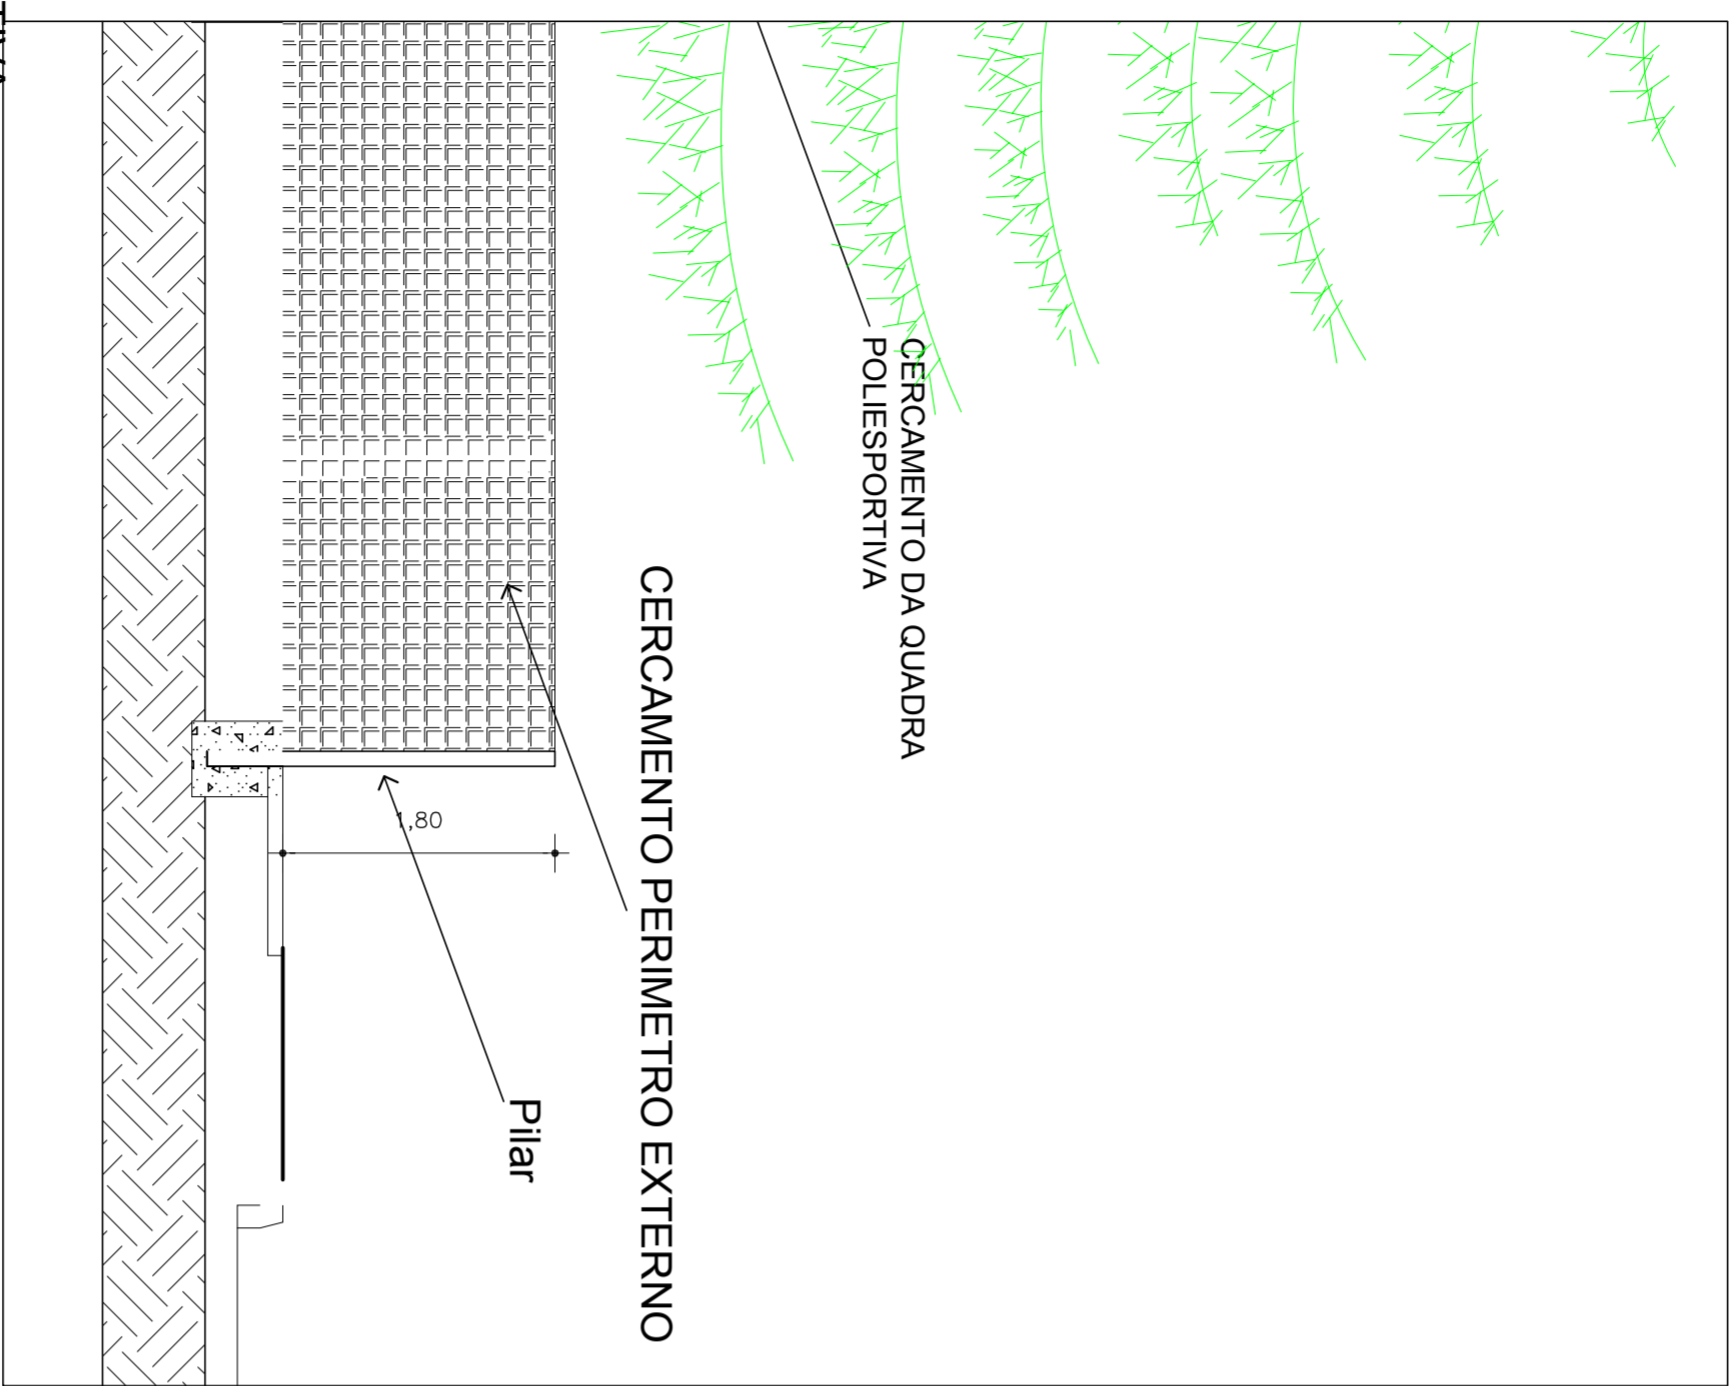 CERCAMENTO DA QUADRA
POLIESPORTIVA
CERCAMENTO PERIMETRO EXTERNO
Pilar
1,80